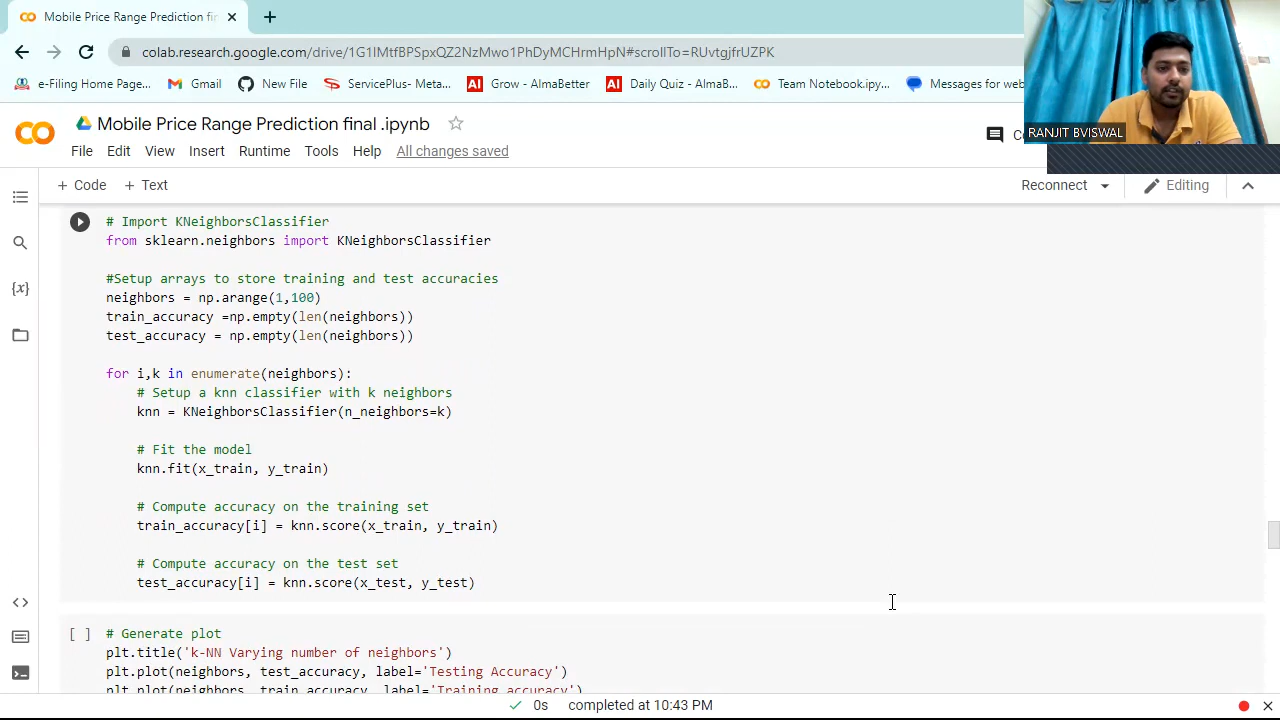 Mobile Price Range Prediction fin
colab.research.google.com/drive/1G1lMtfBPSpxQZ2NzMwo1PhDyMCHrmHpN#scrollTo=RUvtgjfrUZPK
e-Filing Home Page...
Gmail
New File
ServicePlus- Meta...
AI Grow - AlmaBetter
AI Daily Quiz - AlmaB...
Team Notebook.ipy...
Messages for web
RANJIT BVISWAL
CO Mobile Price Range Prediction final .ipynb
File Edit View Insert Runtime Tools Help All changes saved
+ Code + Text
Reconnect
Editing
# Import KNeighborsClassifier
from sklearn.neighbors import KNeighborsClassifier
#Setup arrays to store training and test accuracies
neighbors = np.arange(1,100)
train_accuracy =np.empty(len(neighbors))
test_accuracy = np.empty(len(neighbors))
for i,k in enumerate(neighbors):
# Setup a knn classifier with k neighbors
knn = KNeighborsClassifier(n_neighbors=k)
# Fit the model
knn.fit(x_train, y_train)
# Compute accuracy on the training set
train_accuracy[i] = knn.score(x_train, y_train)
# Compute accuracy on the test set
test_accuracy[i] = knn.score(x_test, y_test)
[ ] # Generate plot
plt.title('k-NN Varying number of neighbors')
plt.plot(neighbors, test_accuracy, label='Testing Accuracy')
plt.plot(neighbors, train_accuracy, label='Training accuracy')
0s completed at 10:43 PM